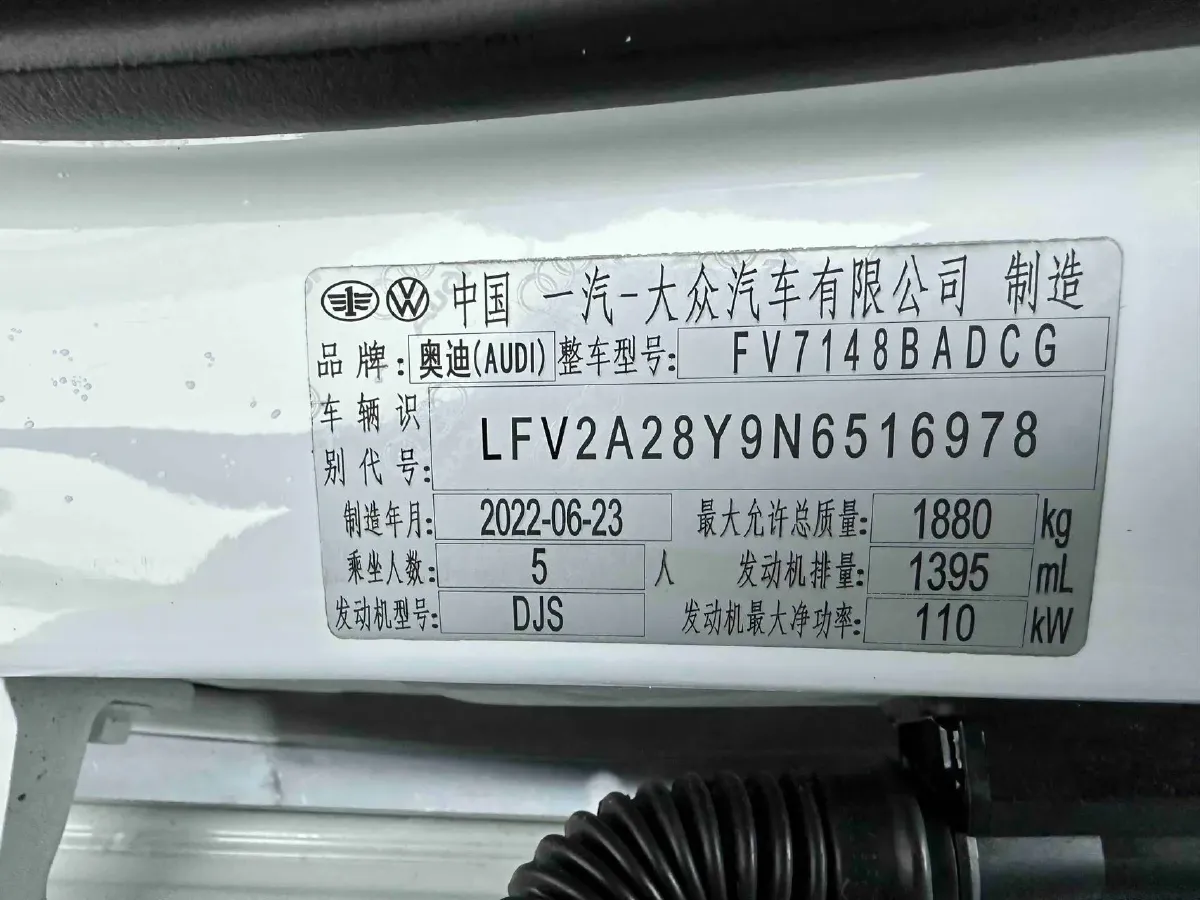 中国 一汽-大众汽车有限公司 制造
品牌: 奥迪(AUDI) 整车型号: FV7148BADCG
车辆识别代号: LFV2A28Y9N6516978
制造年月: 2022-06-23 最大允许总质量: 1880 kg
乘坐人数: 5 人 发动机排量: 1395 mL
发动机型号: DJS 发动机最大净功率: 110 kW